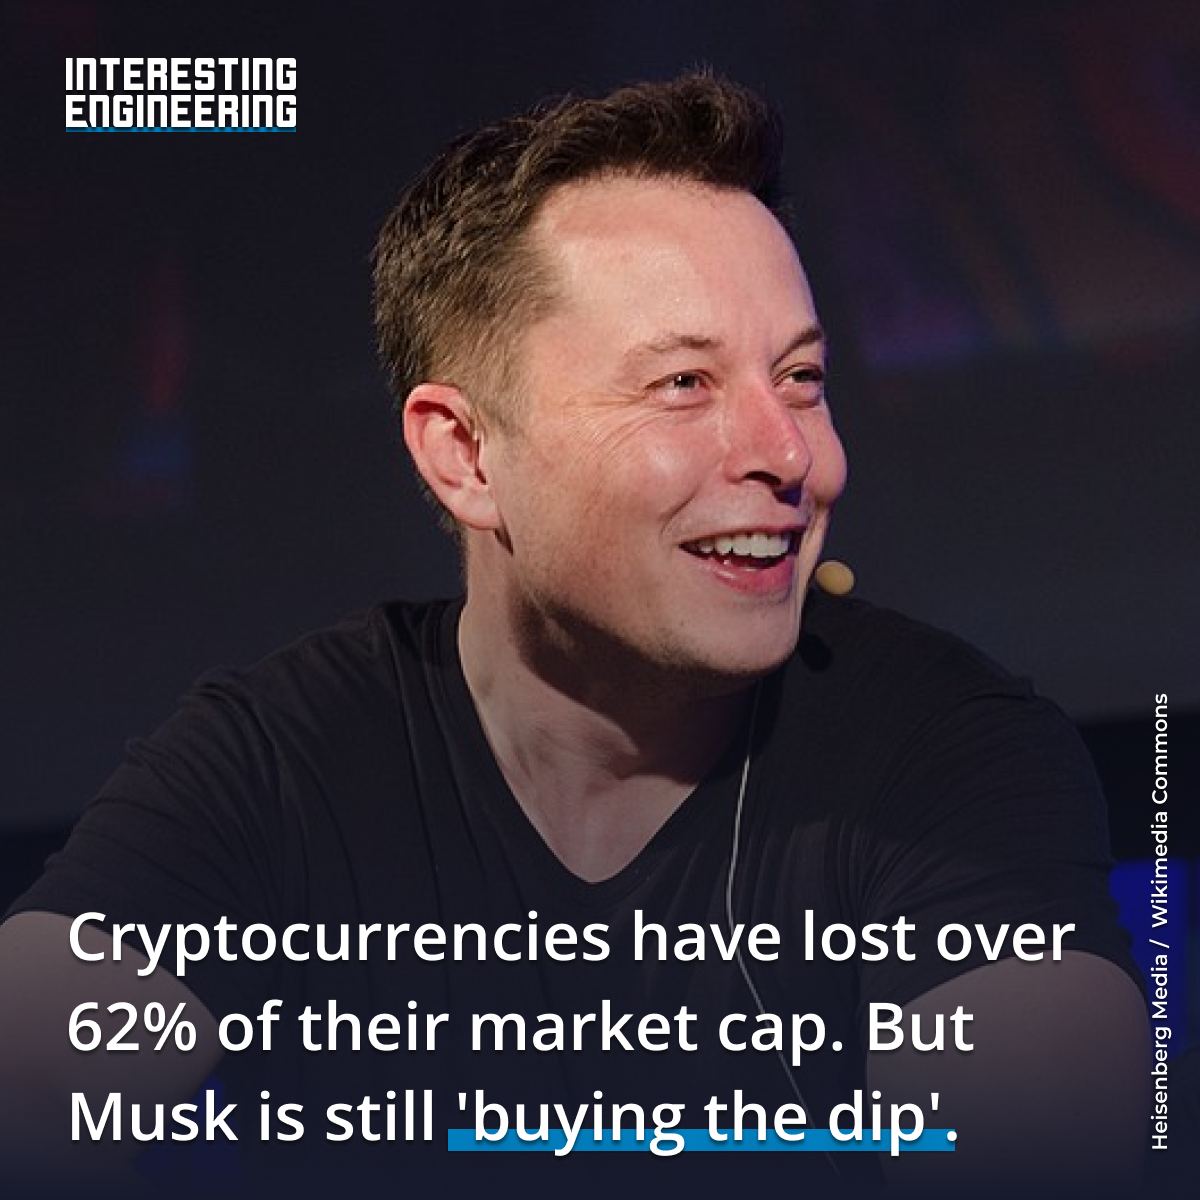 INTERESTING
ENGINEERING
Cryptocurrencies have lost over
62% of their market cap. But
Musk is still 'buying the dip'.
Heisenberg Media / Wikimedia Commons